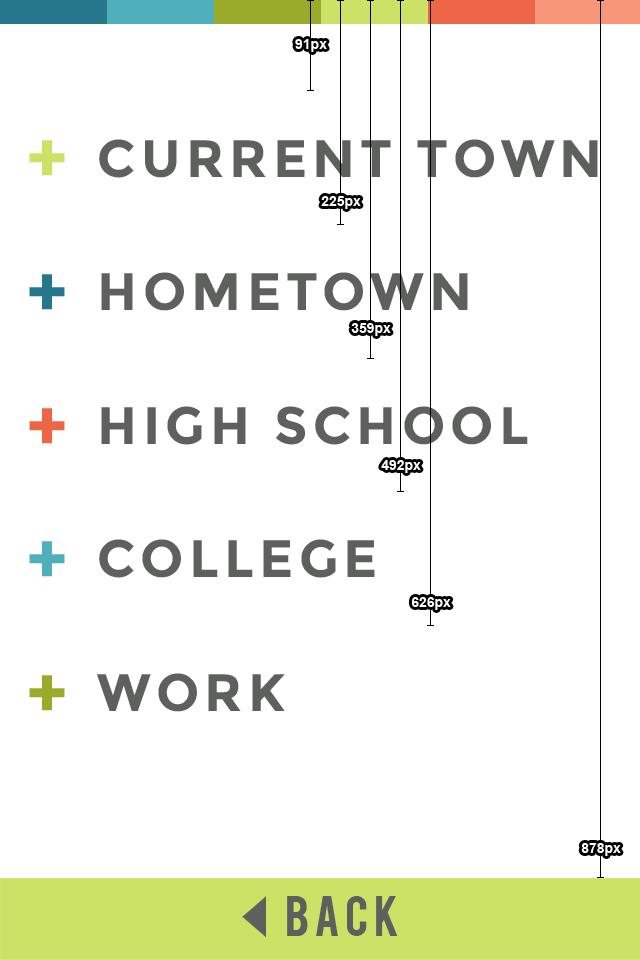 91px
+ CURRENT TOWN
225px
+ HOMETOWN
359px
+ HIGH SCHOOL
492px
+ COLLEGE
626px
+ WORK
878px
BACK